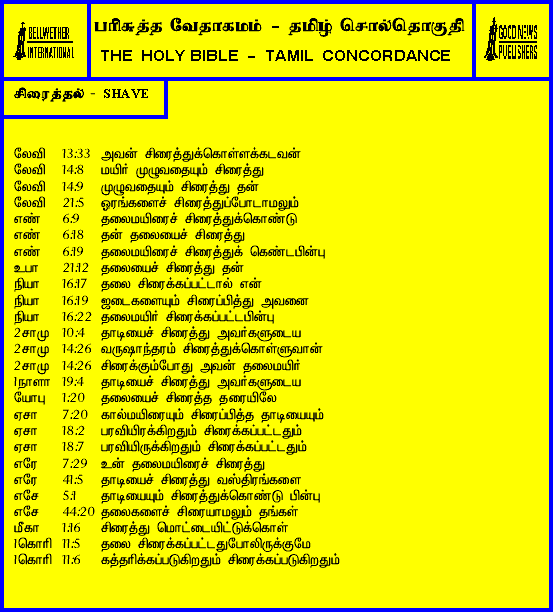 BELLWETHER
INTERNATIONAL
பரிசுத்த வேதாகமம் - தமிழ் சொல்தொகுதி
THE HOLY BIBLE - TAMIL CONCORDANCE
GOOD NEWS
PUBLISHERS
சிரைத்தல் - SHAVE
லேவி 13:33 அவன் சிரைத்துக்கொள்ளக்கடவன்
லேவி 14:8 மயிர் முழுவதையும் சிரைத்து
லேவி 14:9 முழுவதையும் சிரைத்து தன்
லேவி 21:5 ஓரங்களைச் சிரைத்துப்போடாமலும்
எண் 6:9 தலைமயிரைச் சிரைத்துக்கொண்டு
எண் 6:18 தன் தலையைச் சிரைத்து
எண் 6:19 தலைமயிரைச் சிரைத்துக் கெண்டபின்பு
உபா 21:12 தலையைச் சிரைத்து தன்
நியா 16:17 தலை சிரைக்கப்பட்டால் என்
நியா 16:19 ஜடைகளையும் சிரைப்பித்து அவனை
நியா 16:22 தலைமயிர் சிரைக்கப்பட்டபின்பு
2சாமு 10:4 தாடியைச் சிரைத்து அவர்களுடைய
2சாமு 14:26 வருஷாந்தரம் சிரைத்துக்கொள்ளுவான்
2சாமு 14:26 சிரைக்கும்போது அவன் தலைமயிர்
1நாளா 19:4 தாடியைச் சிரைத்து அவர்களுடைய
யோபு 1:20 தலையைச் சிரைத்த தரையிலே
ஏசா 7:20 கால்மயிரையும் சிரைப்பித்த தாடியையும்
ஏசா 18:2 பரவியிரக்கிறதும் சிரைக்கப்பட்டதும்
ஏசா 18:7 பரவியிருக்கிறதும் சிரைக்கப்பட்டதும்
எரே 7:29 உன் தலைமயிரைச் சிரைத்து
எரே 41:5 தாடியைச் சிரைத்து வஸ்திரங்களை
எசே 5:1 தாடியையும் சிரைத்துக்கொண்டு பின்பு
எசே 44:20 தலைகளைச் சிரையாமலும் தங்கள்
மீகா 1:16 சிரைத்து மொட்டையிட்டுக்கொள்
1கொரி 11:5 தலை சிரைக்கப்பட்டதுபோலிருக்குமே
1கொரி 11:6 கத்தரிக்கப்படுகிறதும் சிரைக்கப்படுகிறதும்